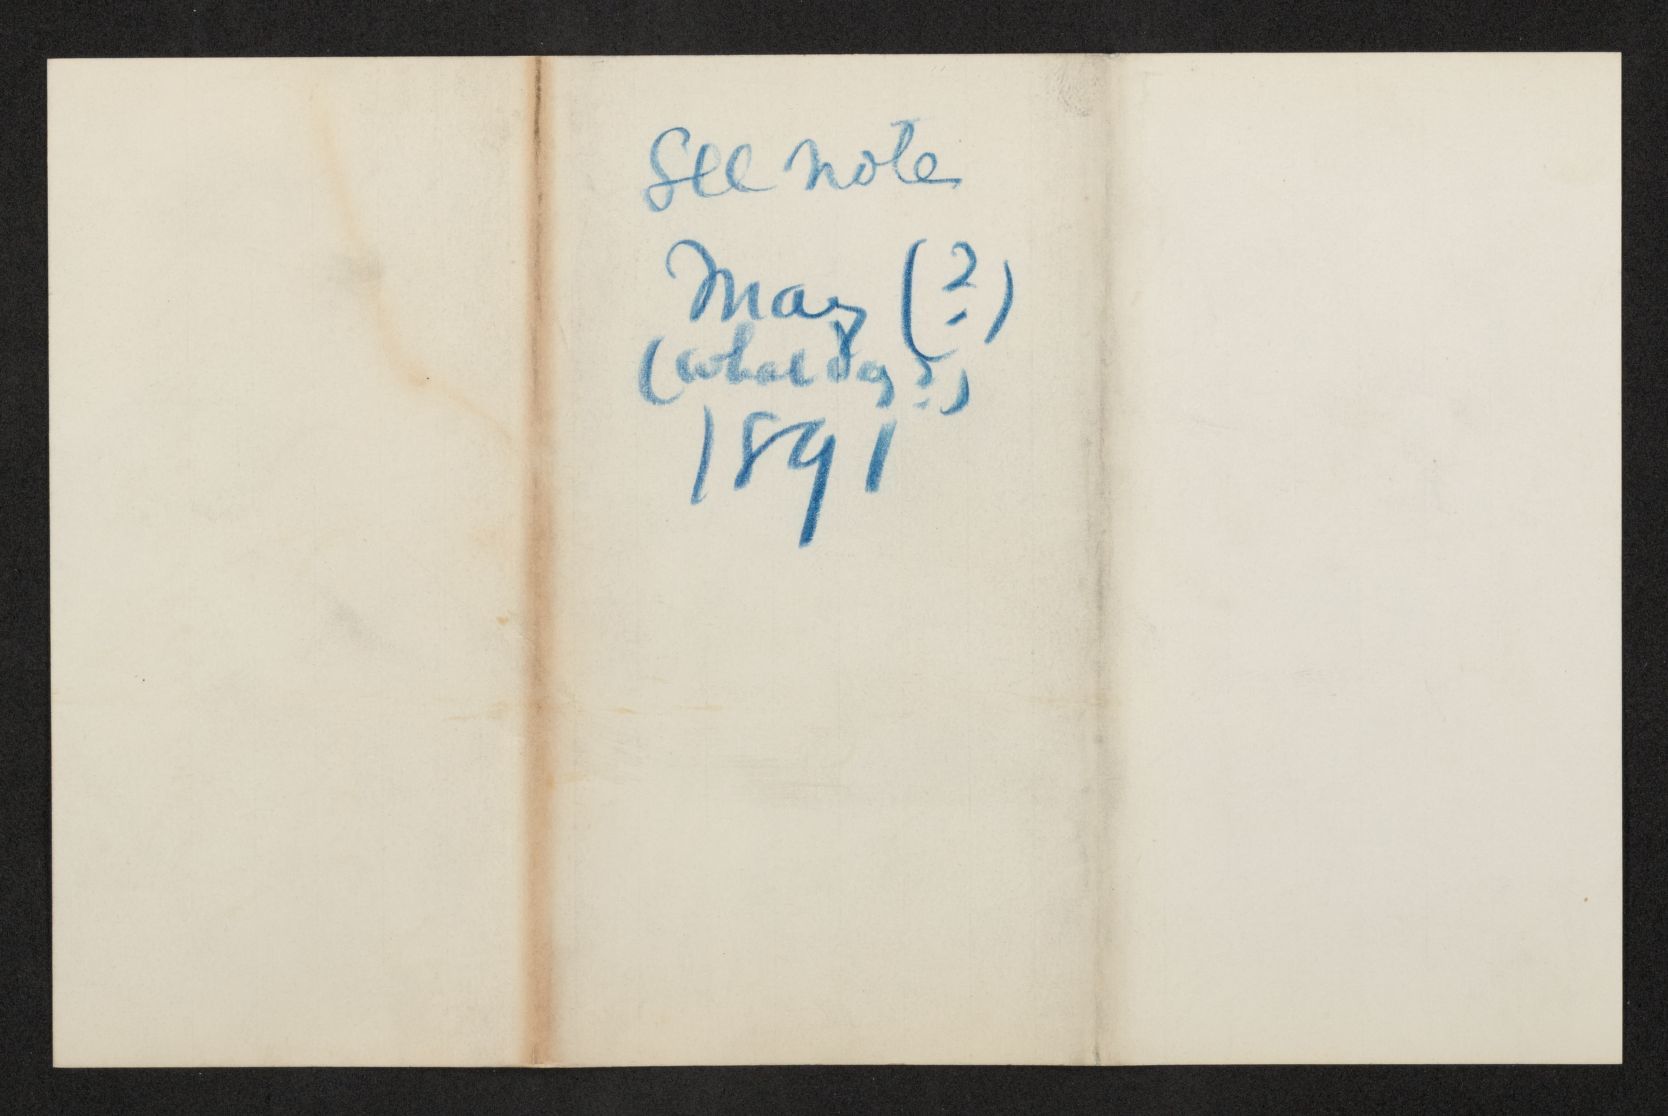 See note
May (?)
(what day?)
1891